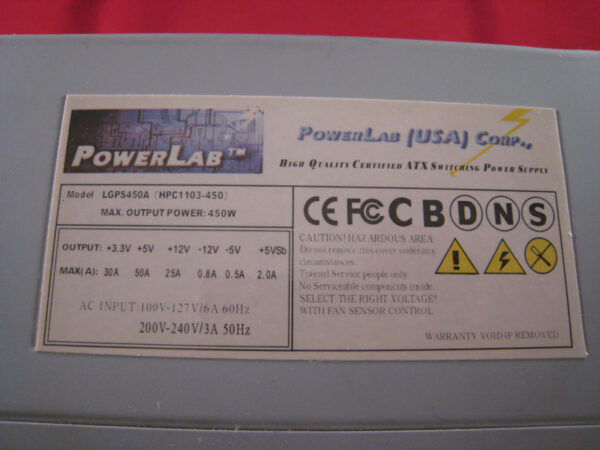 POWERLAB™
POWERLAB (USA) CORP.,
HIGH QUALITY CERTIFIED ATX SWITCHING POWER SUPPLY
Model LGPS450A (HPC1103-450)
MAX. OUTPUT POWER: 450W
OUTPUT: +3.3V +5V +12V -12V -5V +5VSb
MAX(A): 30A 50A 25A 0.8A 0.5A 2.0A
AC INPUT:100V-127V/6A 60Hz
200V-240V/3A 50Hz
CE FC C B D N S
CAUTION! HAZARDOUS AREA
Do not remove this cover under any
circumstances.
Trained Service people only.
No Serviceable components inside.
SELECT THE RIGHT VOLTAGE!
WITH FAN SENSOR CONTROL
WARRANTY VOID IF REMOVED